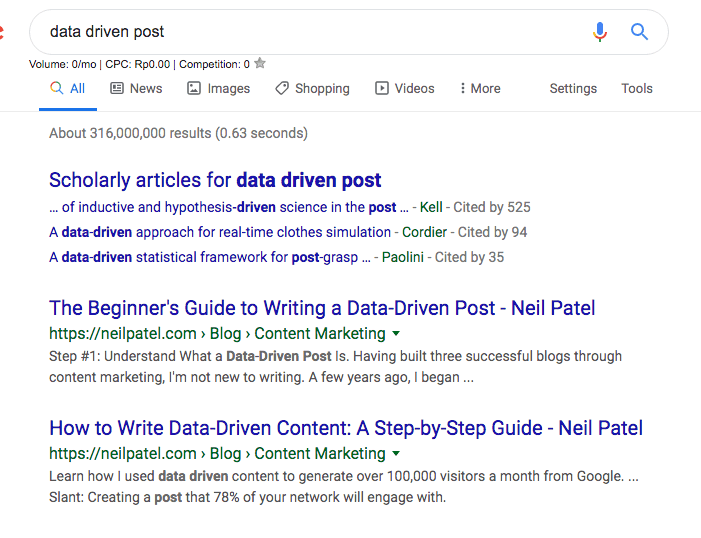 data driven post
Volume: 0/mo | CPC: Rp0.00 | Competition: 0
All News Images Shopping Videos More Settings Tools
About 316,000,000 results (0.63 seconds)
Scholarly articles for data driven post
... of inductive and hypothesis-driven science in the post ... - Kell - Cited by 525
A data-driven approach for real-time clothes simulation - Cordier - Cited by 94
A data-driven statistical framework for post-grasp ... - Paolini - Cited by 35
The Beginner's Guide to Writing a Data-Driven Post - Neil Patel
https://neilpatel.com › Blog › Content Marketing
Step #1: Understand What a Data-Driven Post Is. Having built three successful blogs through
content marketing, I'm not new to writing. A few years ago, I began ...
How to Write Data-Driven Content: A Step-by-Step Guide - Neil Patel
https://neilpatel.com › Blog › Content Marketing
Learn how I used data driven content to generate over 100,000 visitors a month from Google. ...
Slant: Creating a post that 78% of your network will engage with.